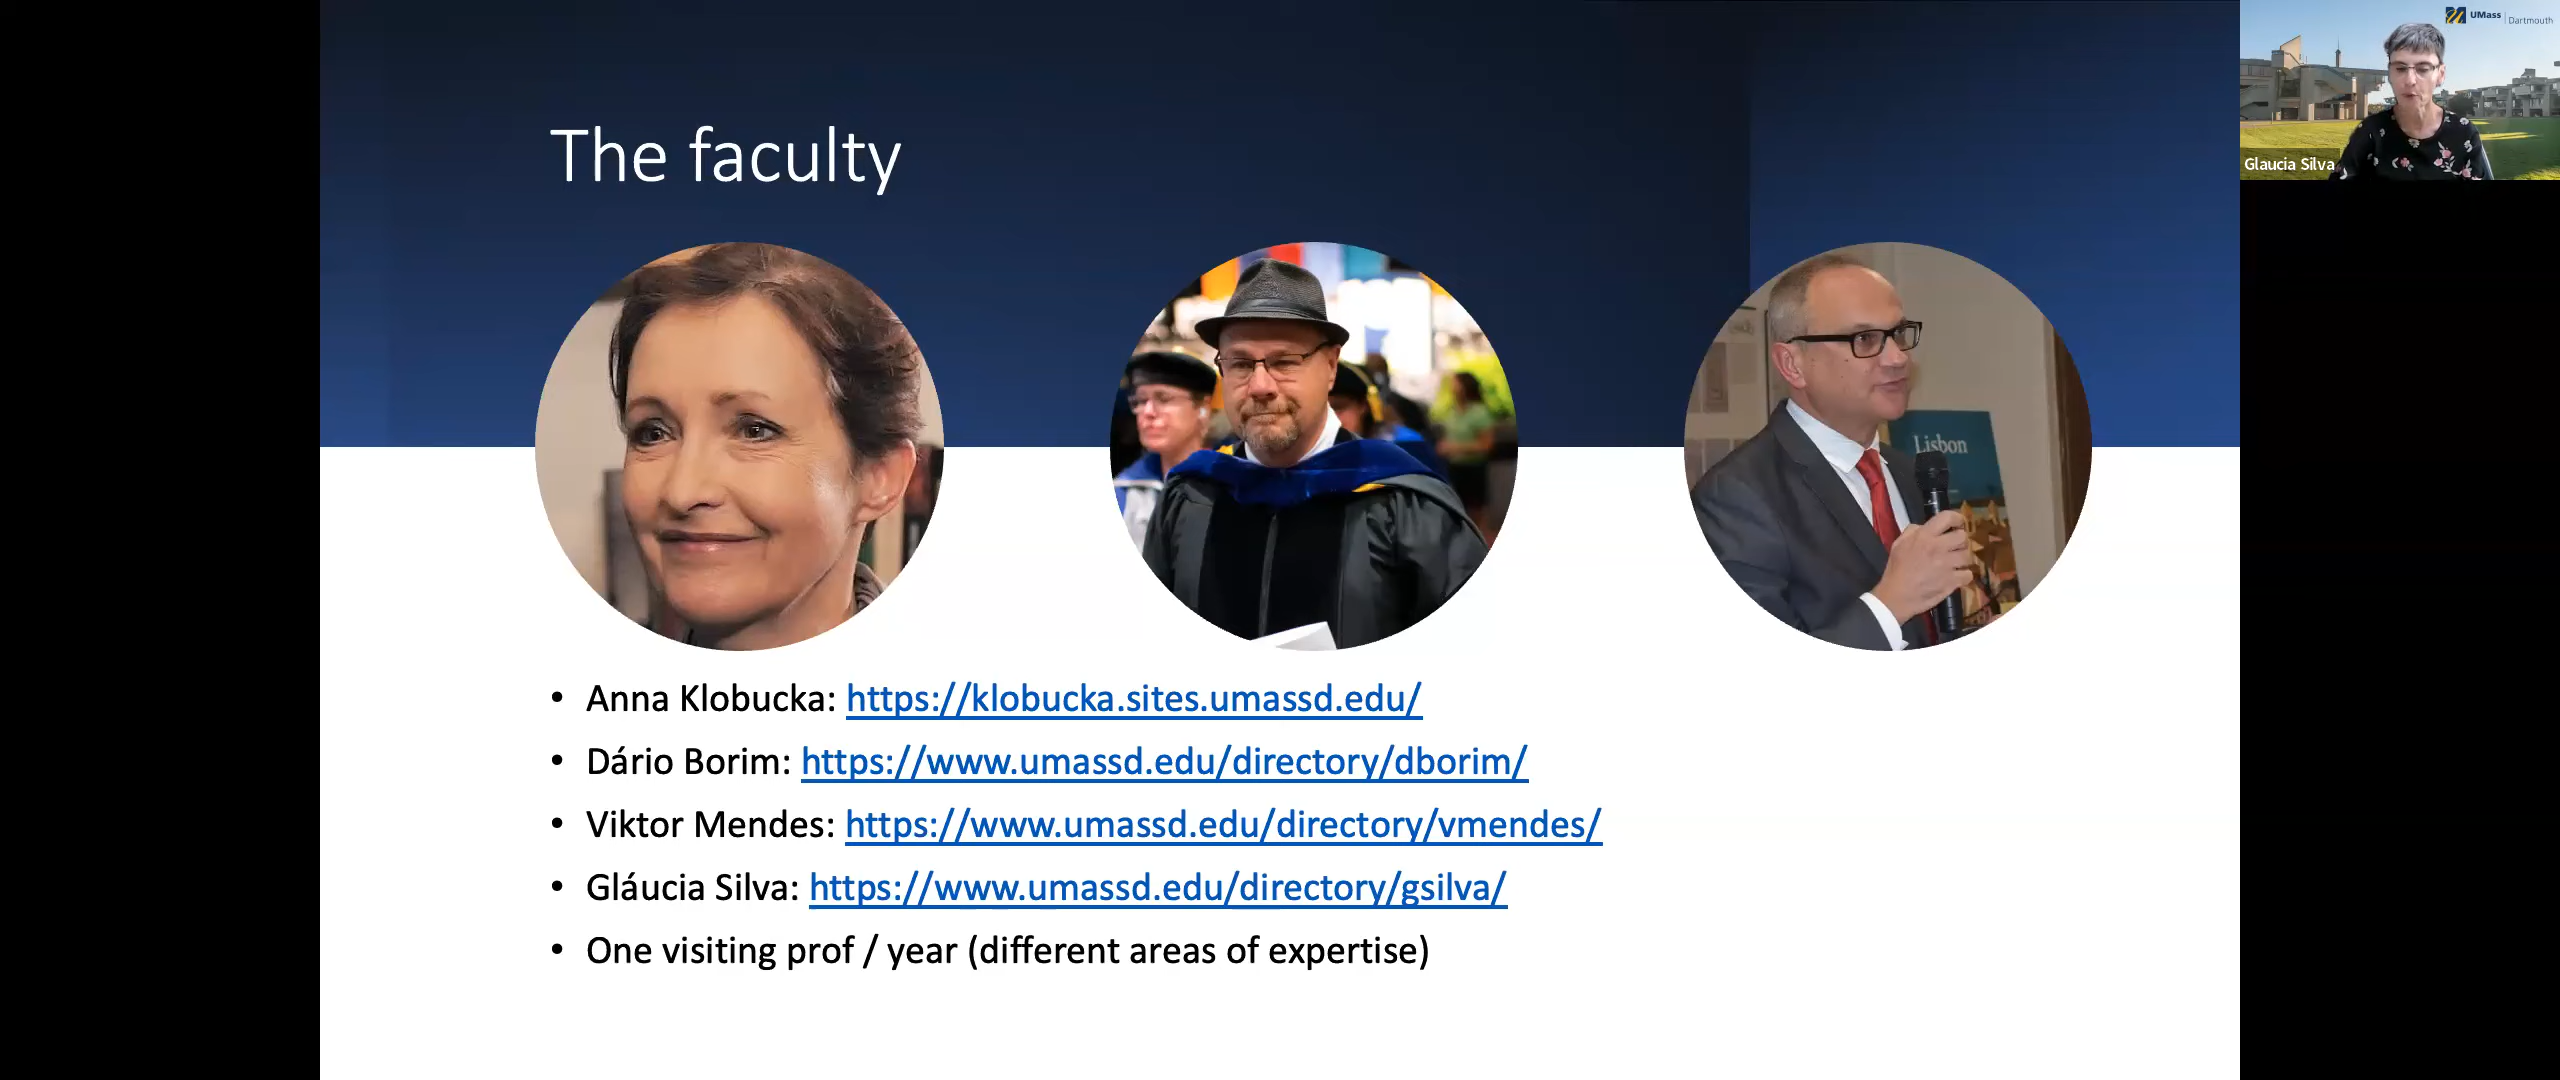 The faculty
UMass | Dartmouth
Glaucia Silva
Lisbon
• Anna Klobucka: https://klobucka.sites.umassd.edu/
• Dário Borim: https://www.umassd.edu/directory/dborim/
• Viktor Mendes: https://www.umassd.edu/directory/vmendes/
• Gláucia Silva: https://www.umassd.edu/directory/gsilva/
• One visiting prof / year (different areas of expertise)